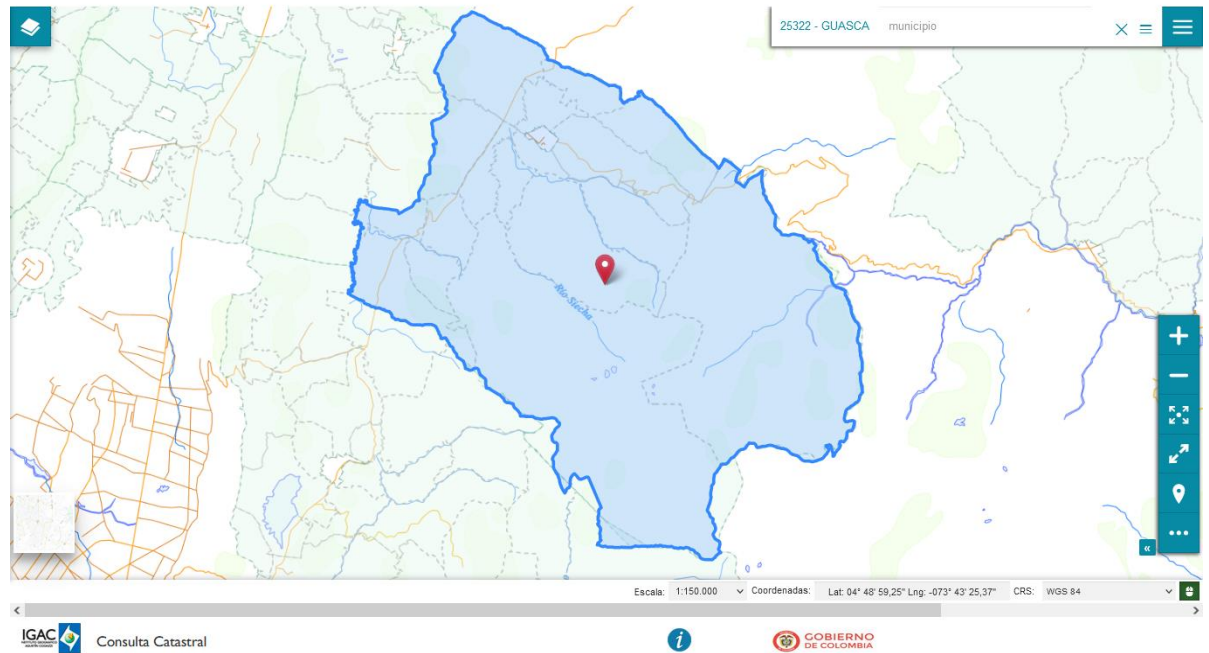 25322 - GUASCA municipio
Río Siecha
Escala: 1:150.000 Coordenadas: Lat: 04° 48' 59,25" Lng: -073° 43' 25,37" CRS: WGS 84
IGAC
Consulta Catastral
i
GOBIERNO
DE COLOMBIA